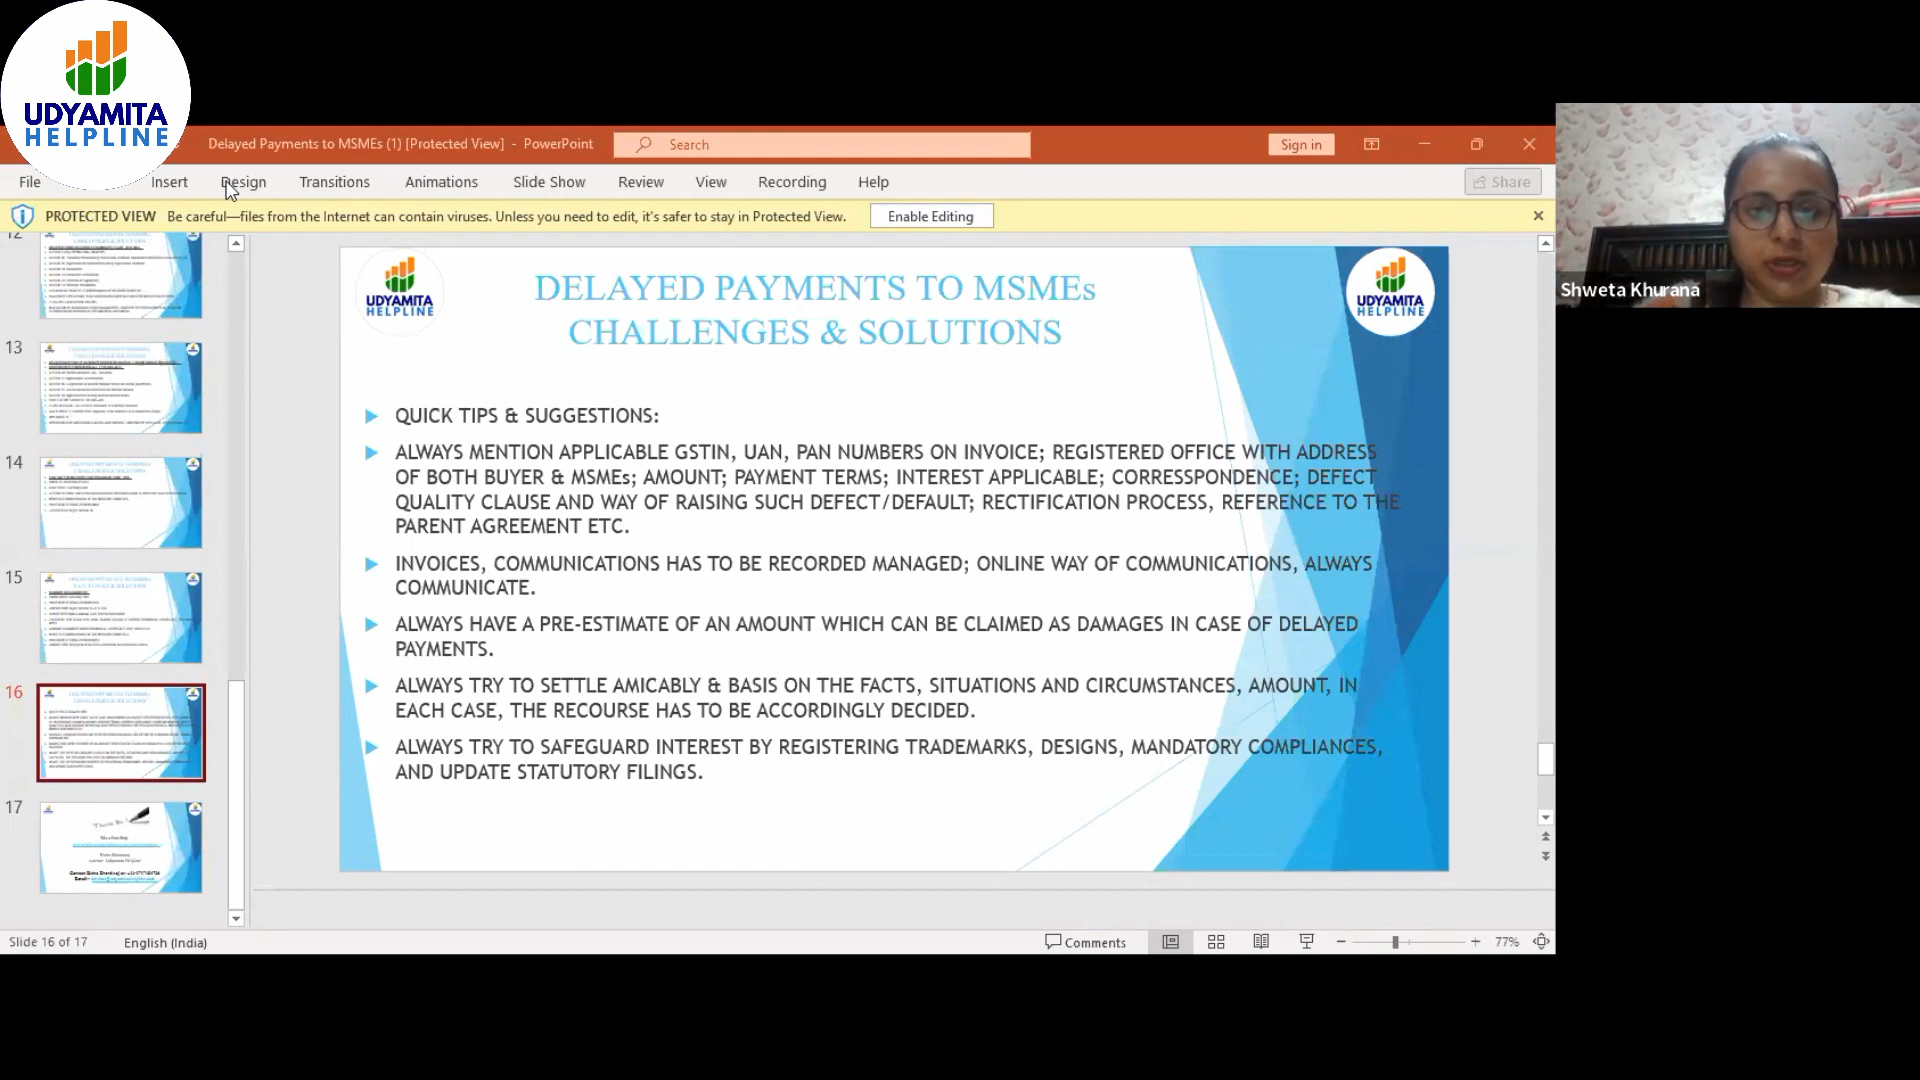 UDYAMITA
HELPLINE
Delayed Payments to MSMEs (1) [Protected View] - PowerPoint
Search
Sign in
File
Insert
Design
Transitions
Animations
Slide Show
Review
View
Recording
Help
Share
PROTECTED VIEW Be careful—files from the Internet can contain viruses. Unless you need to edit, it's safer to stay in Protected View.
Enable Editing
Shweta Khurana
12
13
14
15
16
17
UDYAMITA
HELPLINE
DELAYED PAYMENTS TO MSMEs
CHALLENGES & SOLUTIONS
UDYAMITA
HELPLINE
QUICK TIPS & SUGGESTIONS:
ALWAYS MENTION APPLICABLE GSTIN, UAN, PAN NUMBERS ON INVOICE; REGISTERED OFFICE WITH ADDRESS
OF BOTH BUYER & MSMEs; AMOUNT; PAYMENT TERMS; INTEREST APPLICABLE; CORRESSPONDENCE; DEFECT
QUALITY CLAUSE AND WAY OF RAISING SUCH DEFECT/DEFAULT; RECTIFICATION PROCESS, REFERENCE TO THE
PARENT AGREEMENT ETC.
INVOICES, COMMUNICATIONS HAS TO BE RECORDED MANAGED; ONLINE WAY OF COMMUNICATIONS, ALWAYS
COMMUNICATE.
ALWAYS HAVE A PRE-ESTIMATE OF AN AMOUNT WHICH CAN BE CLAIMED AS DAMAGES IN CASE OF DELAYED
PAYMENTS.
ALWAYS TRY TO SETTLE AMICABLY & BASIS ON THE FACTS, SITUATIONS AND CIRCUMSTANCES, AMOUNT, IN
EACH CASE, THE RECOURSE HAS TO BE ACCORDINGLY DECIDED.
ALWAYS TRY TO SAFEGUARD INTEREST BY REGISTERING TRADEMARKS, DESIGNS, MANDATORY COMPLIANCES,
AND UPDATE STATUTORY FILINGS.
Slide 16 of 17
English (India)
Comments
77%